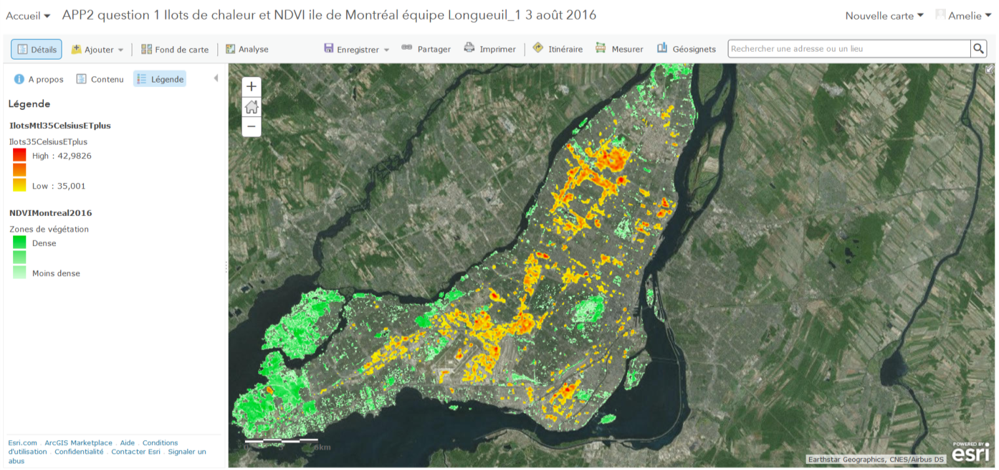 Accueil APP2 question 1 Ilots de chaleur et NDVI ile de Montréal équipe Longueuil_1 3 août 2016 Nouvelle carte Amelie
Détails Ajouter Fond de carte Analyse Enregistrer Partager Imprimer Itinéraire Mesurer Géosignets Rechercher une adresse ou un lieu
A propos Contenu Légende
Légende
IlotsMtl35CelsiusETplus
Ilots35CelsiusETplus
High : 42,9826
Low : 35,001
NDVIMontreal2016
Zones de végétation
Dense
Moins dense
Esri.com . ArcGIS Marketplace . Aide . Conditions
d'utilisation . Confidentialité . Contacter Esri . Signaler un
abus
0 3 6km
Earthstar Geographics, CNES/Airbus DS
POWERED BY
esri